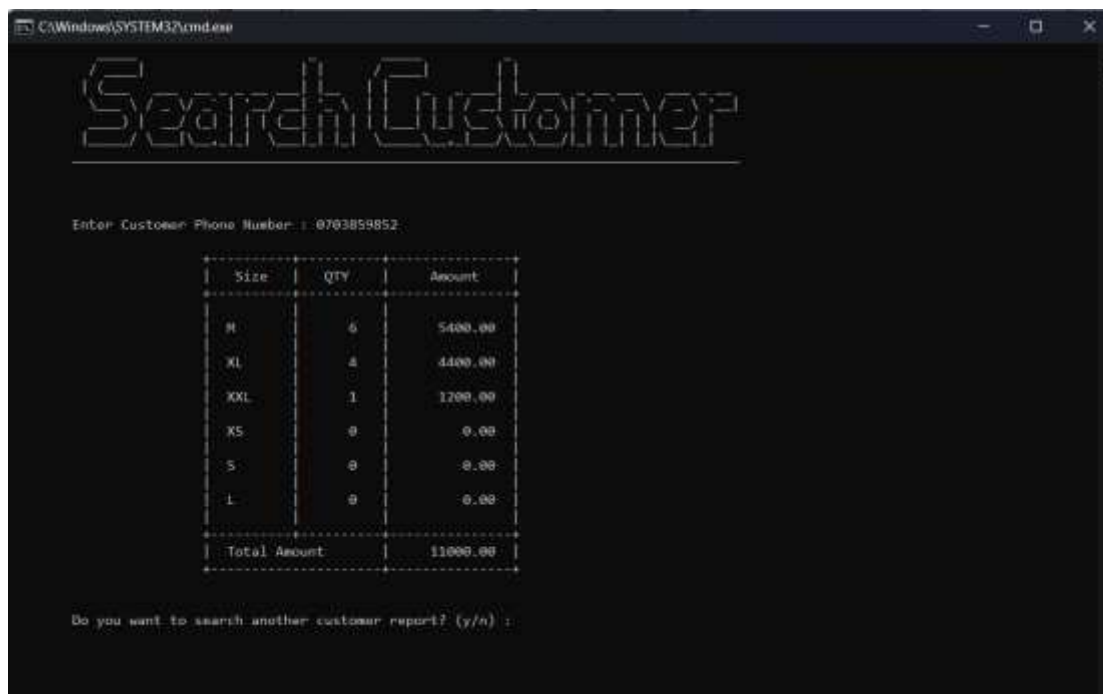 C:\Windows\SYSTEM32\cmd.exe
Search Customer
Enter Customer Phone Number : 0703859852
Size QTY Amount
M 6 5400.00
XL 4 4400.00
XXL 1 1200.00
XS 0 0.00
S 0 0.00
L 0 0.00
Total Amount 11000.00
Do you want to search another customer report? (y/n) :